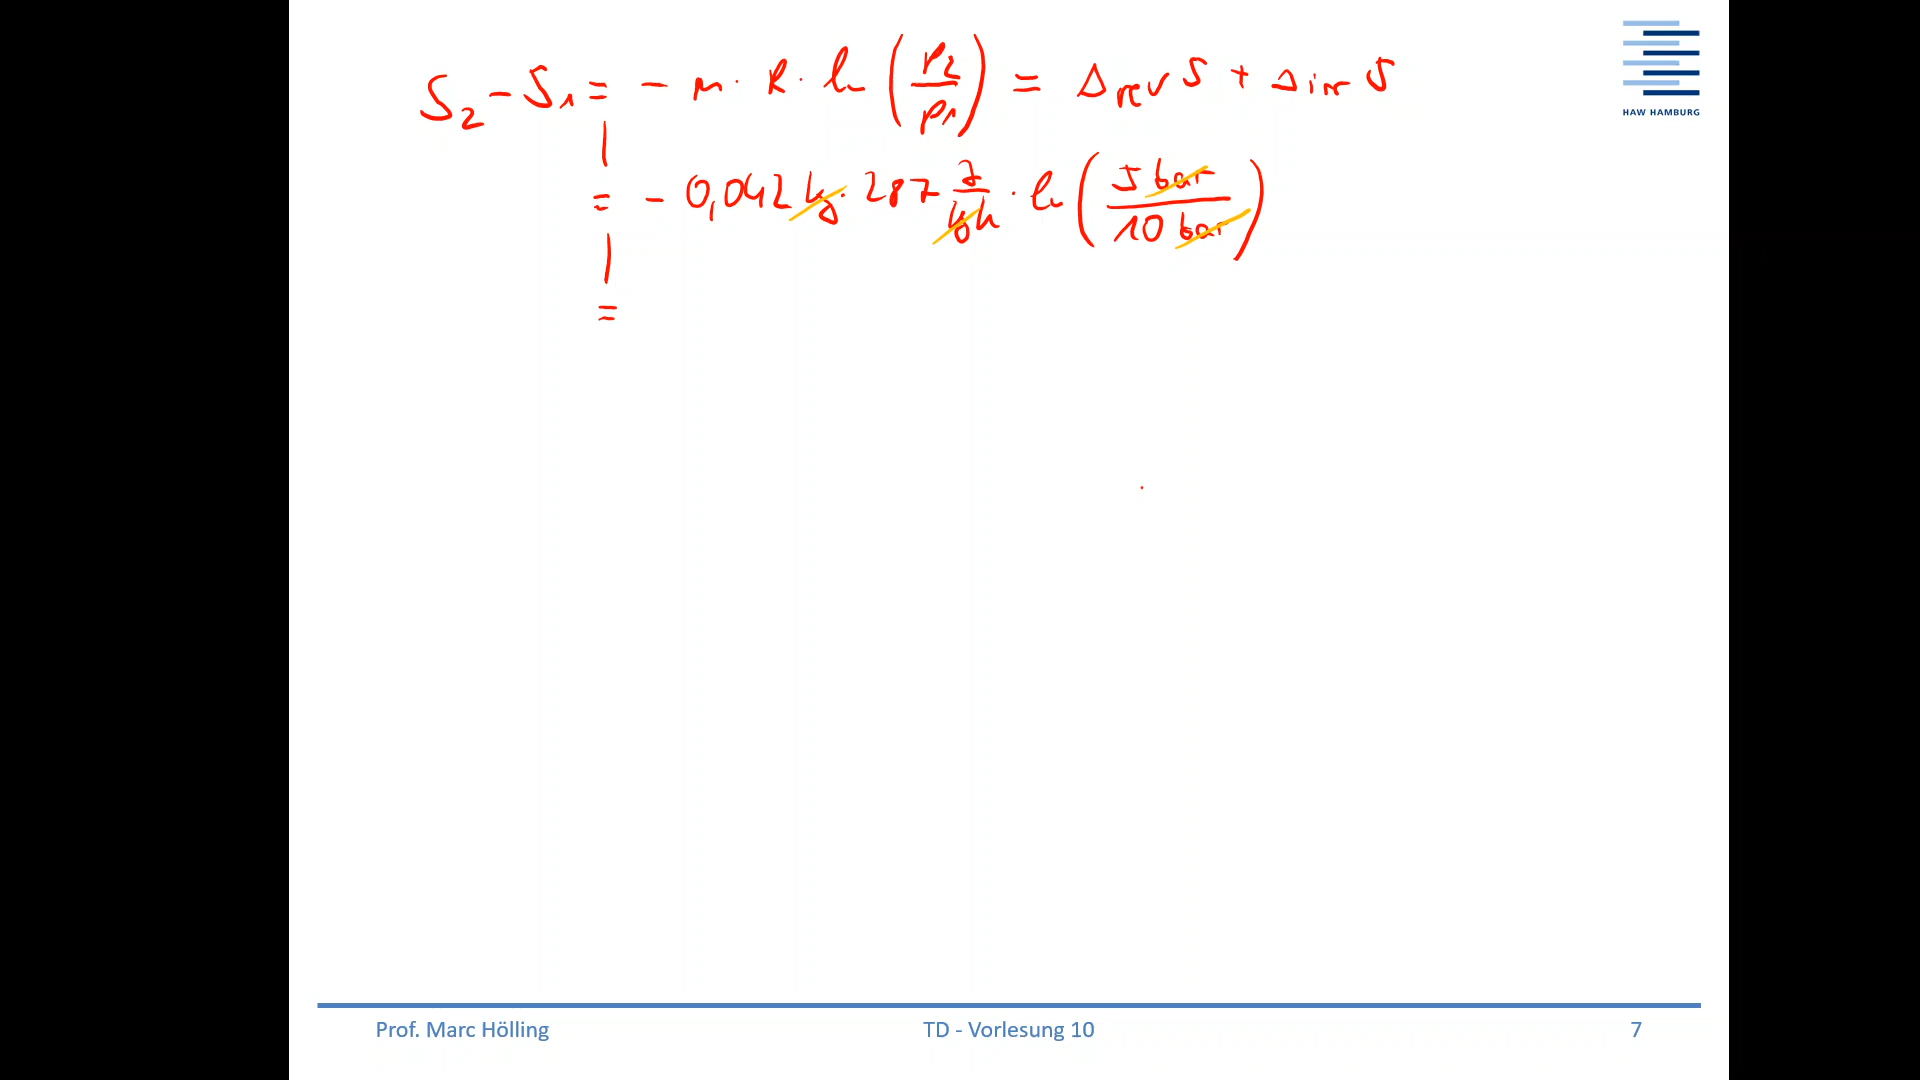 S₂ - S₁ = - m · R · ln (p₂/p₁) = Δrev S + Δirr S
HAW HAMBURG
= - 0,042 kg · 287 J/kgK · ln (5 bar/10 bar)
=
Prof. Marc Hölling TD - Vorlesung 10 7